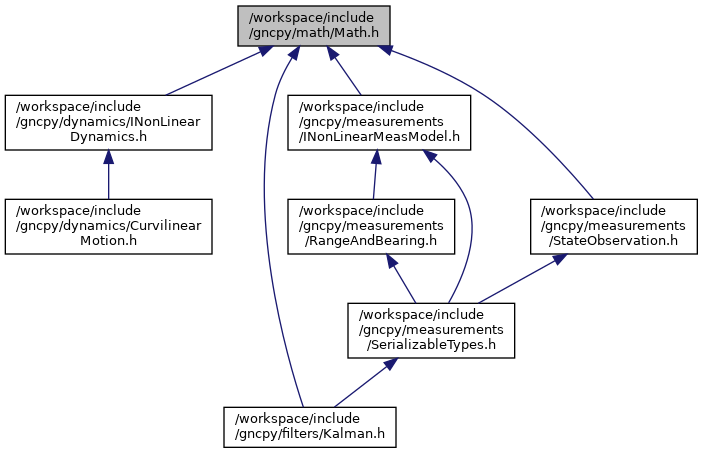 /workspace/include
/gncpy/math/Math.h
/workspace/include
/gncpy/dynamics/INonLinear
Dynamics.h
/workspace/include
/gncpy/measurements
/INonLinearMeasModel.h
/workspace/include
/gncpy/dynamics/Curvilinear
Motion.h
/workspace/include
/gncpy/measurements
/RangeAndBearing.h
/workspace/include
/gncpy/measurements
/StateObservation.h
/workspace/include
/gncpy/measurements
/SerializableTypes.h
/workspace/include
/gncpy/filters/Kalman.h